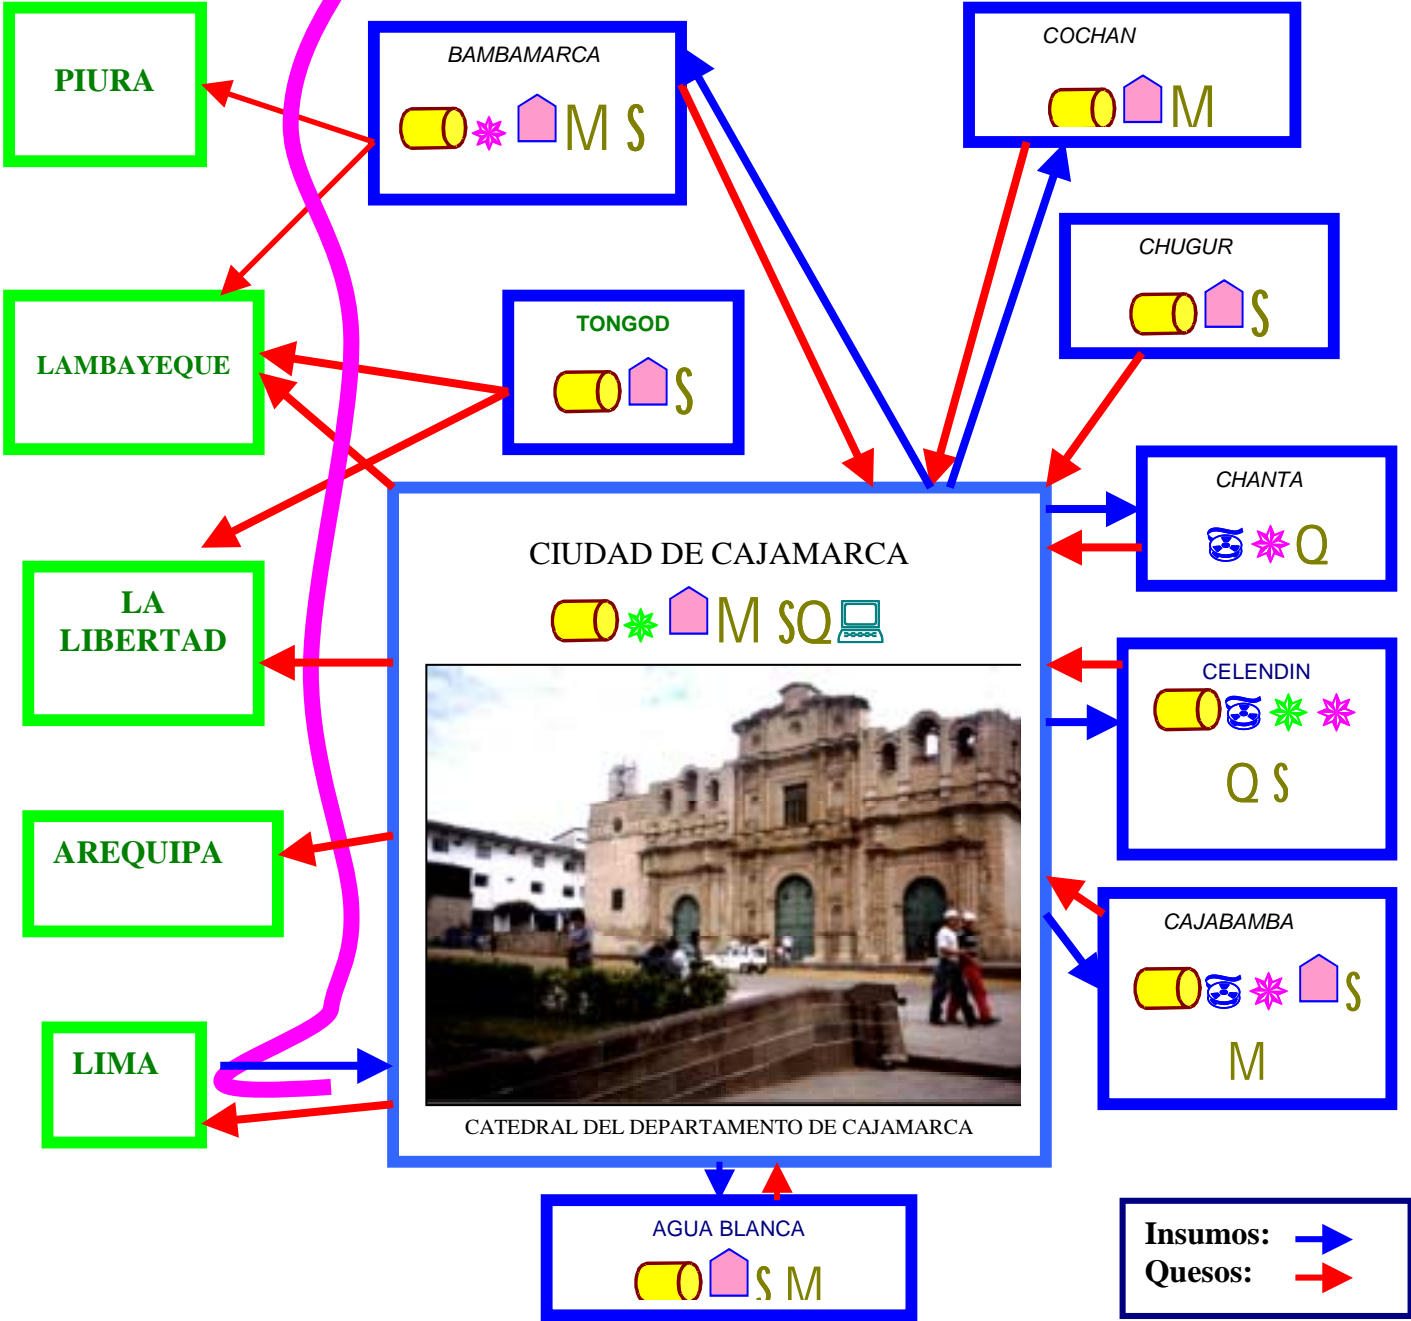 PIURA
BAMBAMARCA
M S
COCHAN
M
CHUGUR
S
LAMBAYEQUE
TONGOD
S
CHANTA
Q
CIUDAD DE CAJAMARCA
M SQ
LA
LIBERTAD
CELENDIN
Q S
AREQUIPA
CAJABAMBA
S
M
LIMA
CATEDRAL DEL DEPARTAMENTO DE CAJAMARCA
AGUA BLANCA
S M
Insumos:
Quesos: